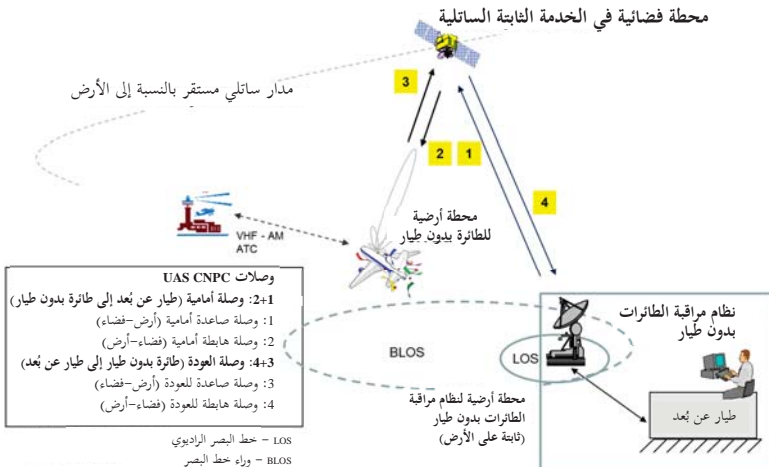 محطة فضائية في الخدمة الثابتة الساتلية
مدار ساتلي مستقر بالنسبة إلى الأرض
3
2
1
4
محطة أرضية
للطائرة بدون طيار
VHF - AM
ATC
وصلات UAS CNPC
2+1: وصلة أمامية (طيار عن بُعد إلى طائرة بدون طيار)
1: وصلة صاعدة أمامية (أرض–فضاء)
2: وصلة هابطة أمامية (فضاء–أرض)
4+3: وصلة العودة (طائرة بدون طيار إلى طيار عن بُعد)
3: وصلة صاعدة للعودة (أرض–فضاء)
4: وصلة هابطة للعودة (فضاء–أرض)
LOS – خط البصر الراديوي
BLOS – وراء خط البصر
BLOS
LOS
محطة أرضية لنظام مراقبة
الطائرات بدون طيار
(ثابتة على الأرض)
نظام مراقبة الطائرات
بدون طيار
طيار عن بُعد